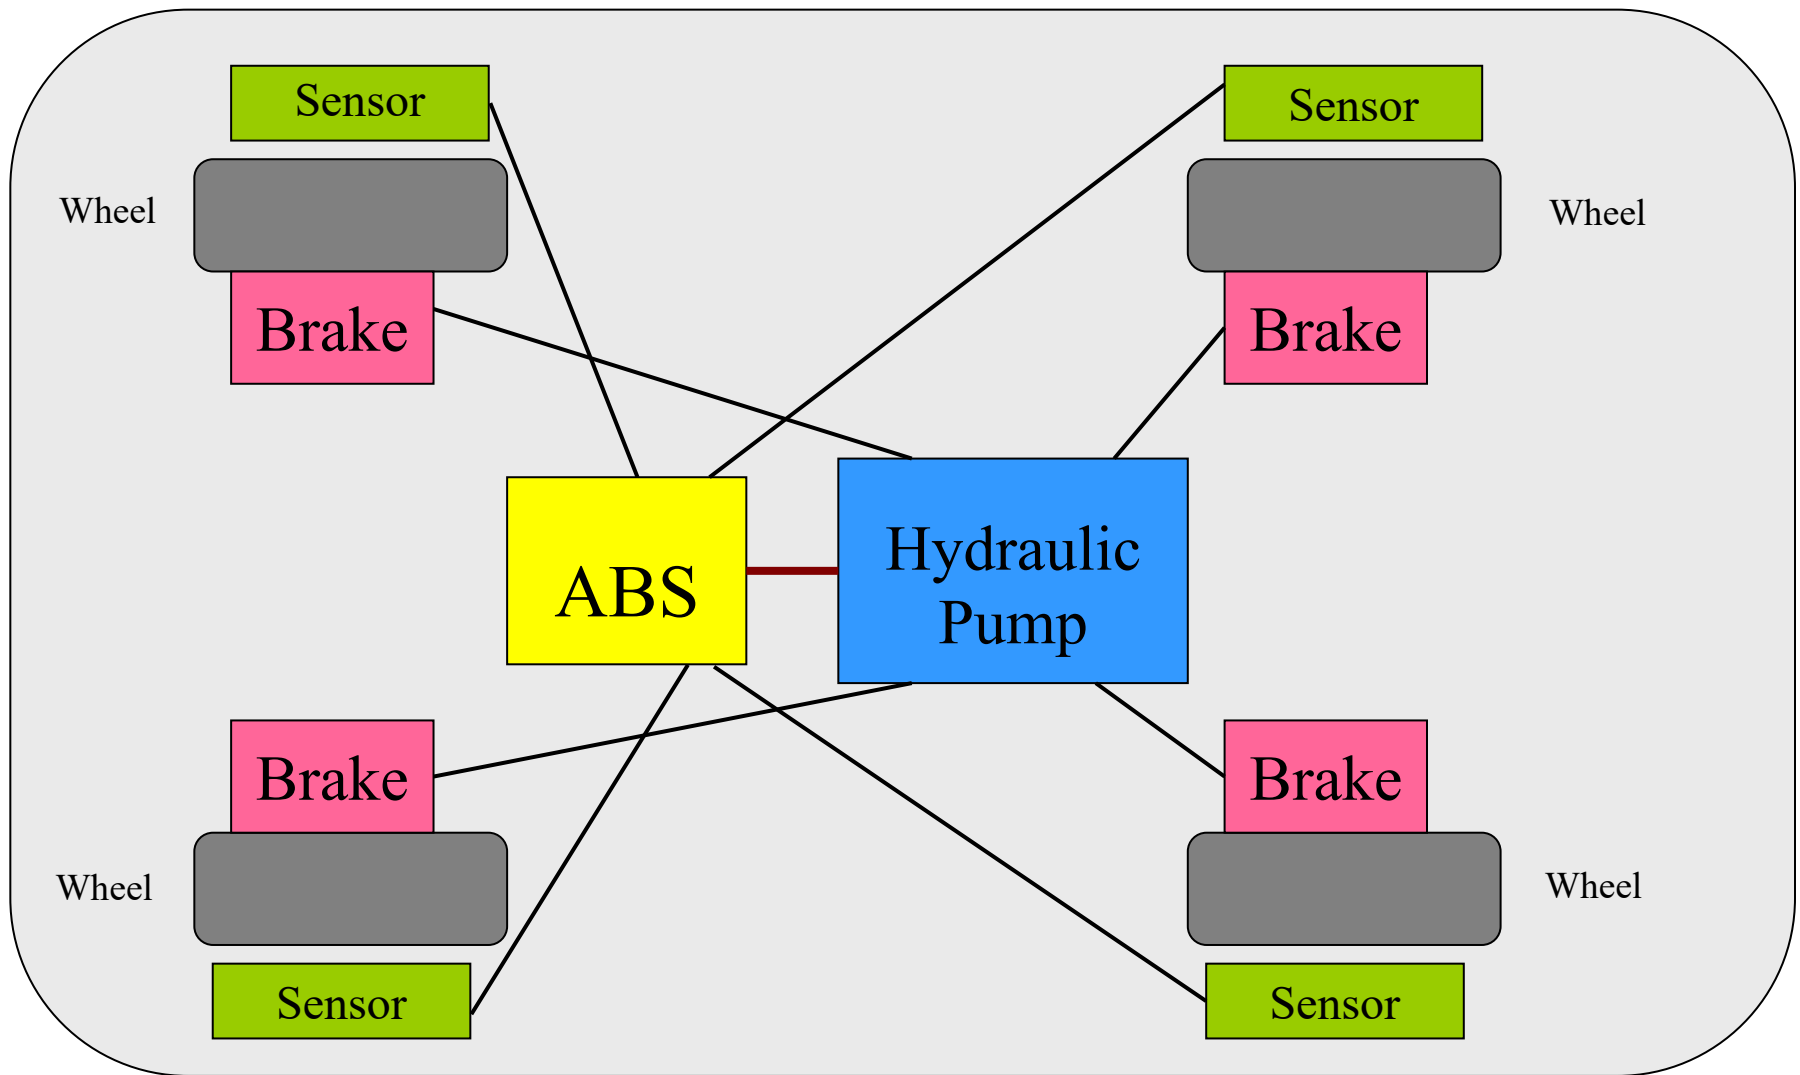 Sensor
Sensor
Wheel
Wheel
Brake
Brake
ABS
Hydraulic
Pump
Brake
Brake
Wheel
Wheel
Sensor
Sensor